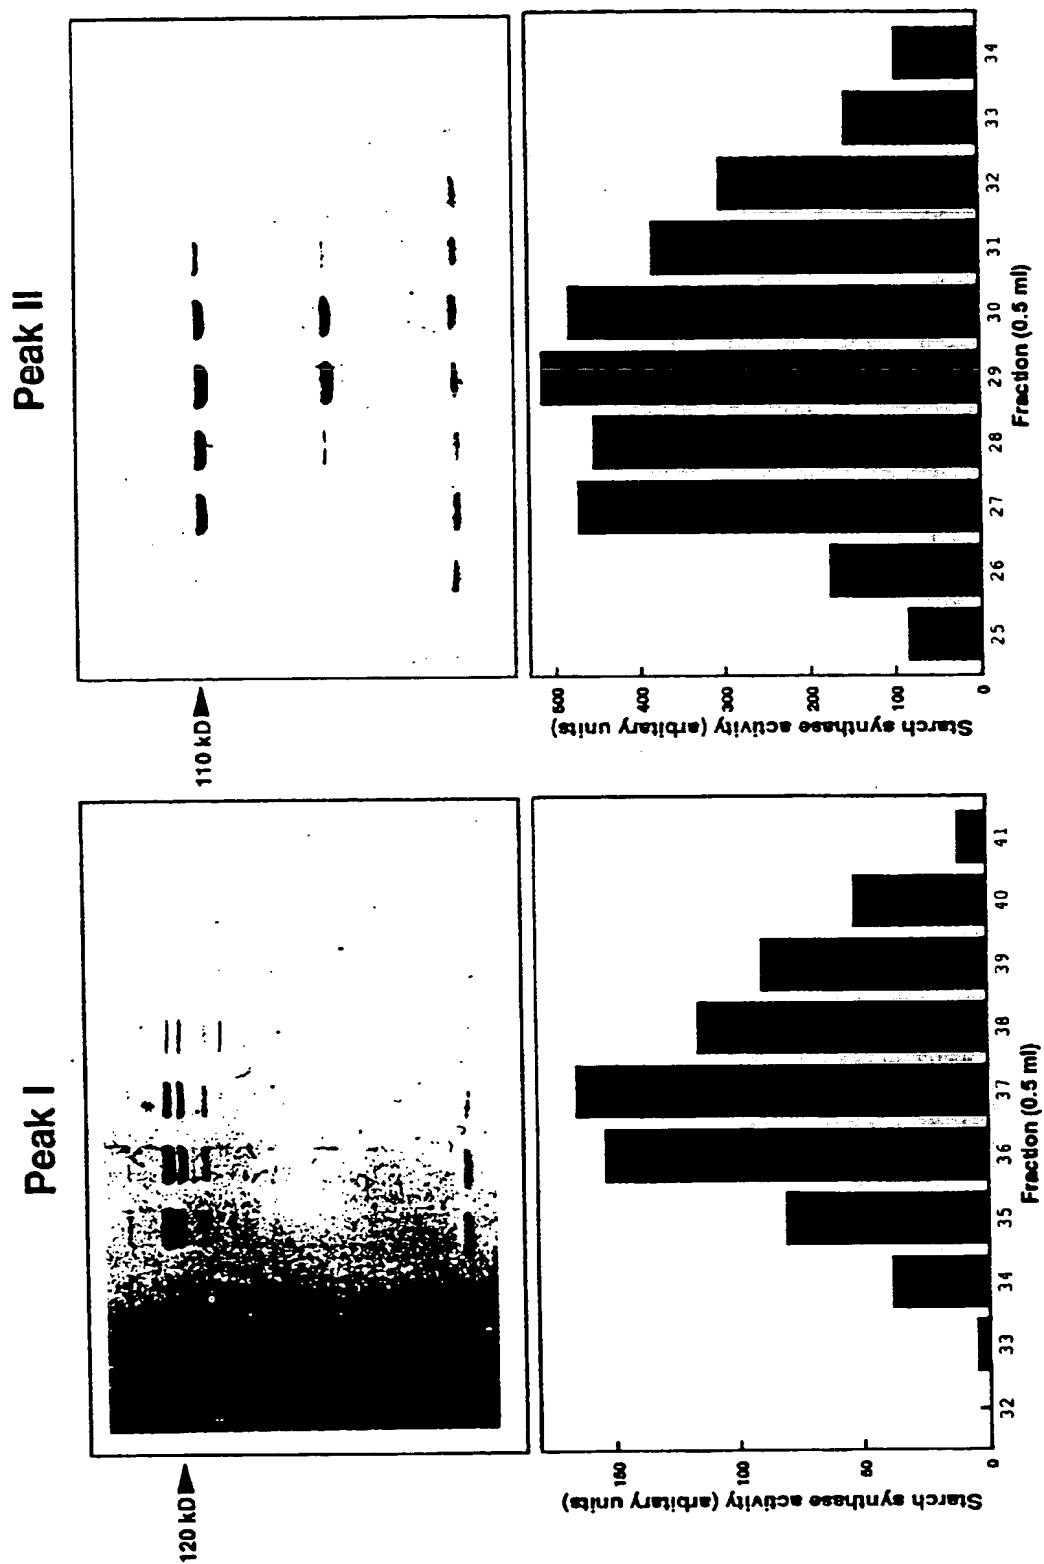 Peak I
120 kD
*
Starch synthase activity (arbitrary units)
150
100
50
0
32 33 34 35 36 37 38 39 40 41
Fraction (0.5 ml)
Peak II
110 kD
Starch synthase activity (arbitrary units)
500
400
300
200
100
0
25 26 27 28 29 30 31 32 33 34
Fraction (0.5 ml)